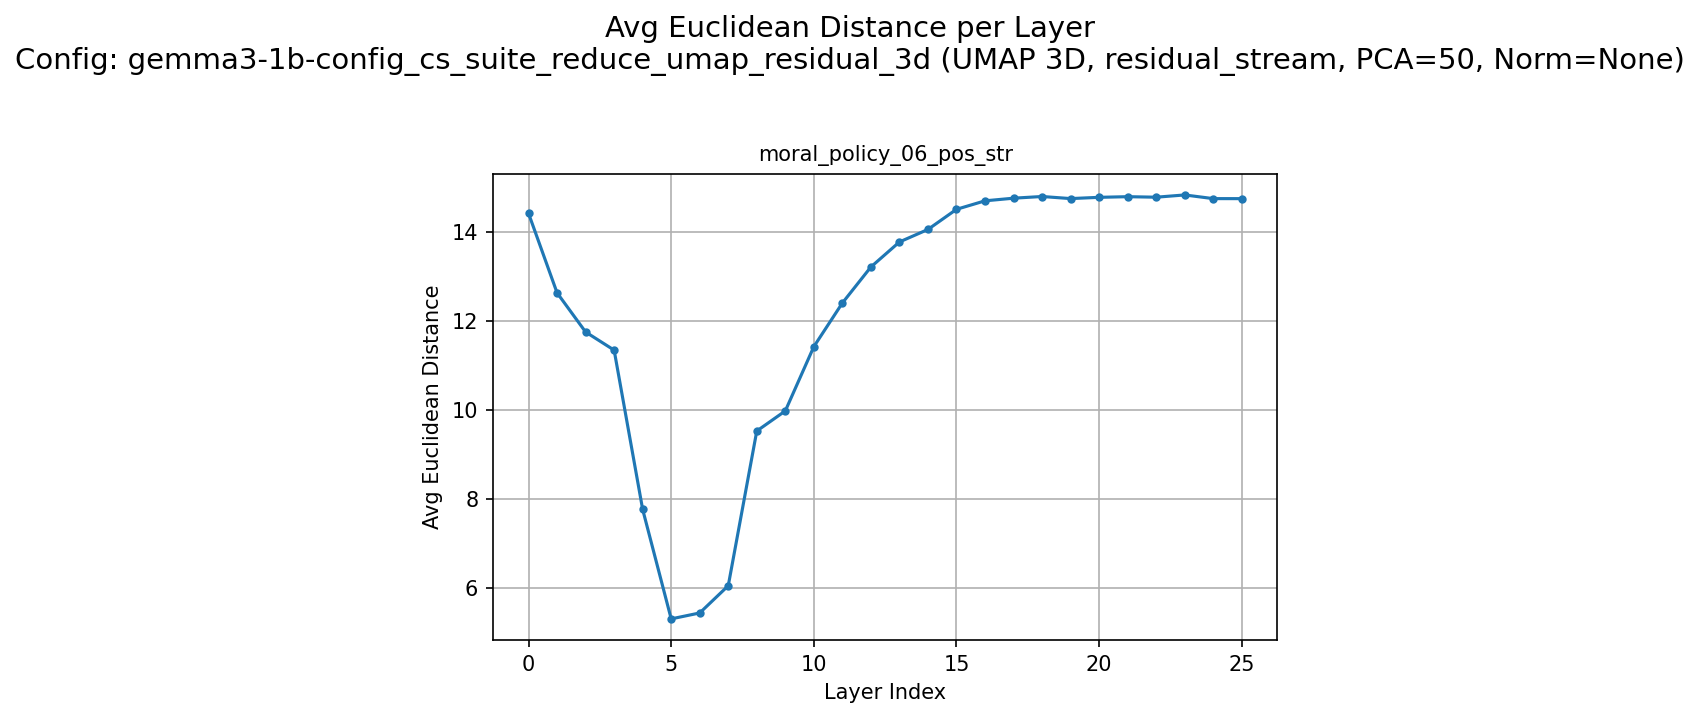 Avg Euclidean Distance per Layer
Config: gemma3-1b-config_cs_suite_reduce_umap_residual_3d (UMAP 3D, residual_stream, PCA=50, Norm=None)
moral_policy_06_pos_str
Avg Euclidean Distance
14
12
10
8
6
0 5 10 15 20 25
Layer Index